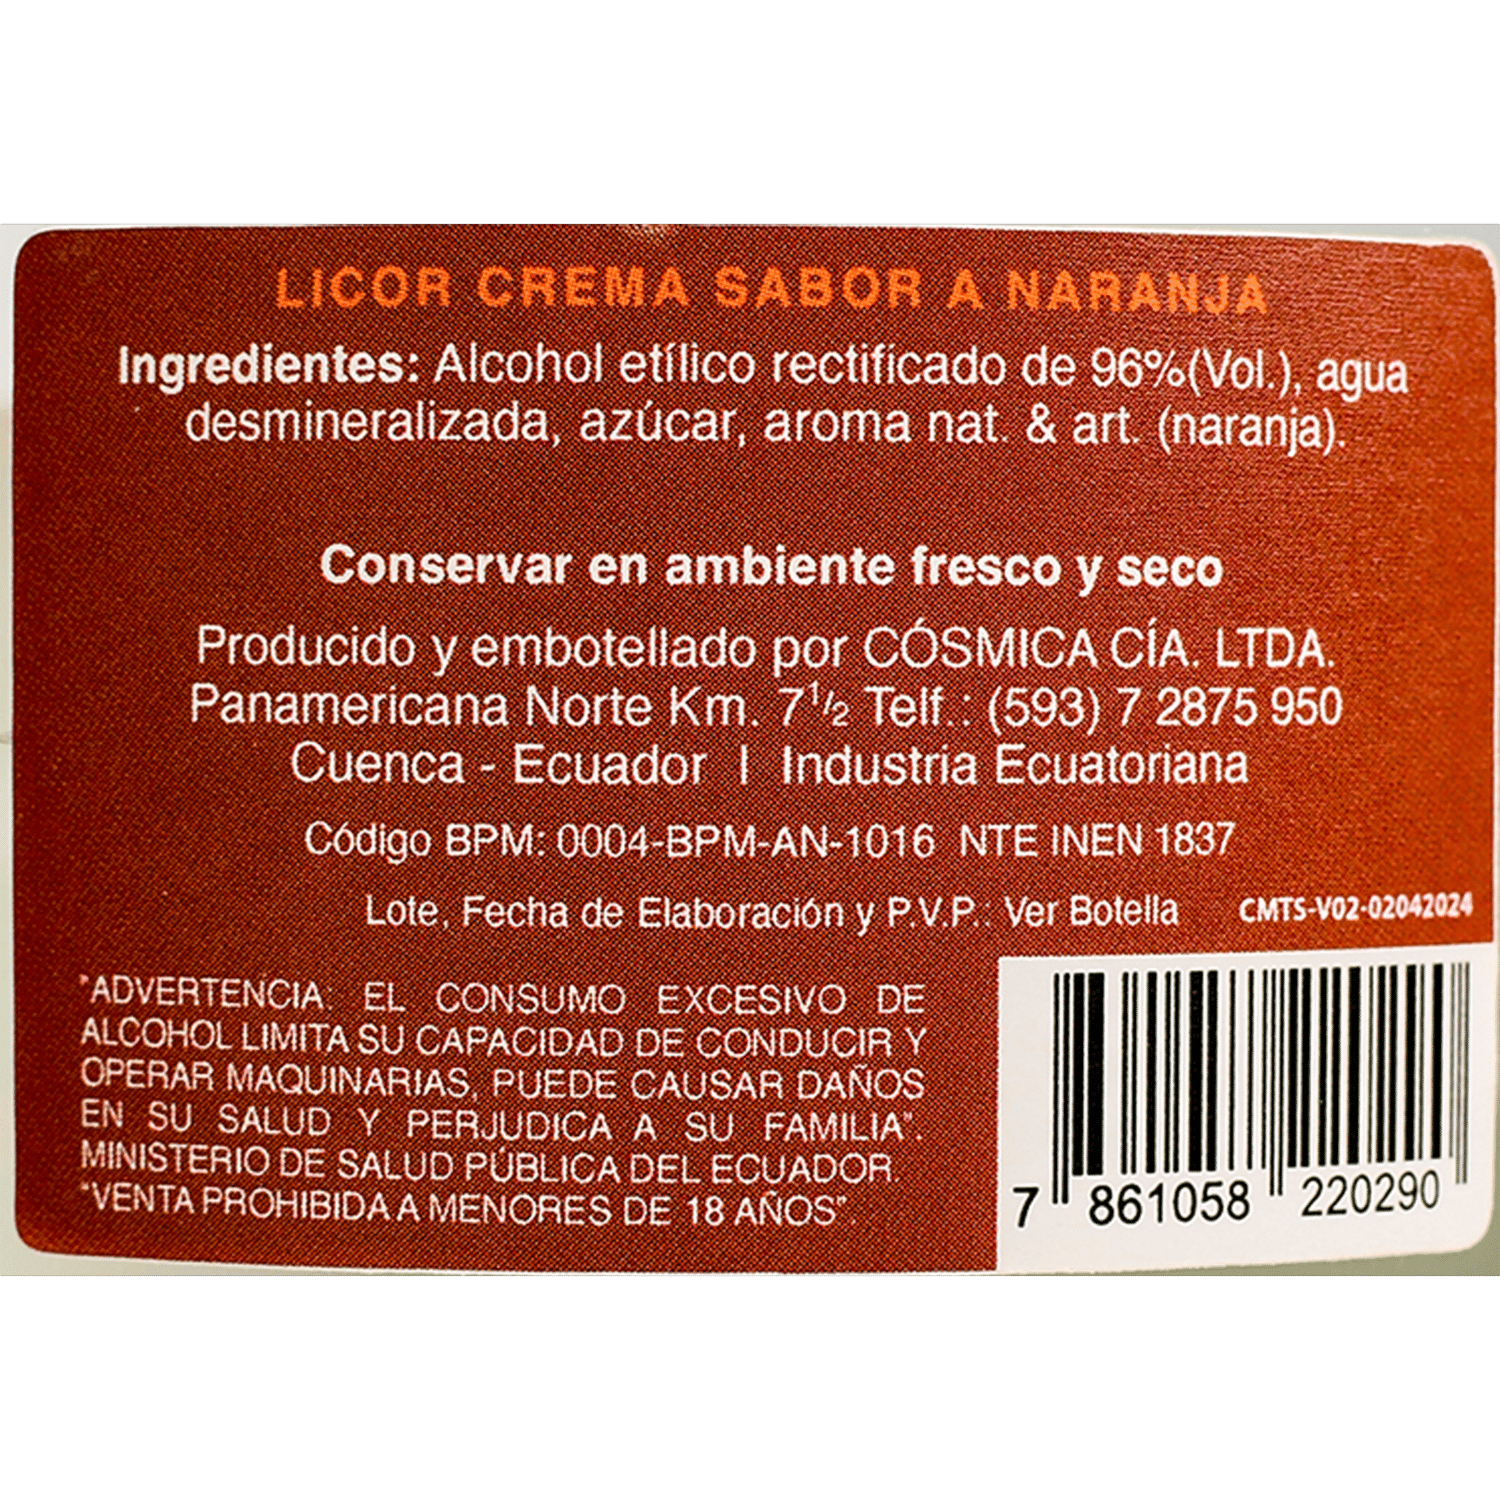 LICOR CREMA SABOR A NARANJA
Ingredientes: Alcohol etílico rectificado de 96%(Vol.), agua
desmineralizada, azúcar, aroma nat. & art. (naranja).
Conservar en ambiente fresco y seco
Producido y embotellado por CÓSMICA CÍA. LTDA.
Panamericana Norte Km. 7½ Telf.: (593) 7 2875 950
Cuenca - Ecuador | Industria Ecuatoriana
Código BPM: 0004-BPM-AN-1016 NTE INEN 1837
Lote, Fecha de Elaboración y P.V.P.: Ver Botella
CMTS-V02-02042024
"ADVERTENCIA: EL CONSUMO EXCESIVO DE
ALCOHOL LIMITA SU CAPACIDAD DE CONDUCIR Y
OPERAR MAQUINARIAS, PUEDE CAUSAR DAÑOS
EN SU SALUD Y PERJUDICA A SU FAMILIA".
MINISTERIO DE SALUD PÚBLICA DEL ECUADOR.
"VENTA PROHIBIDA A MENORES DE 18 AÑOS".
7 861058 220290